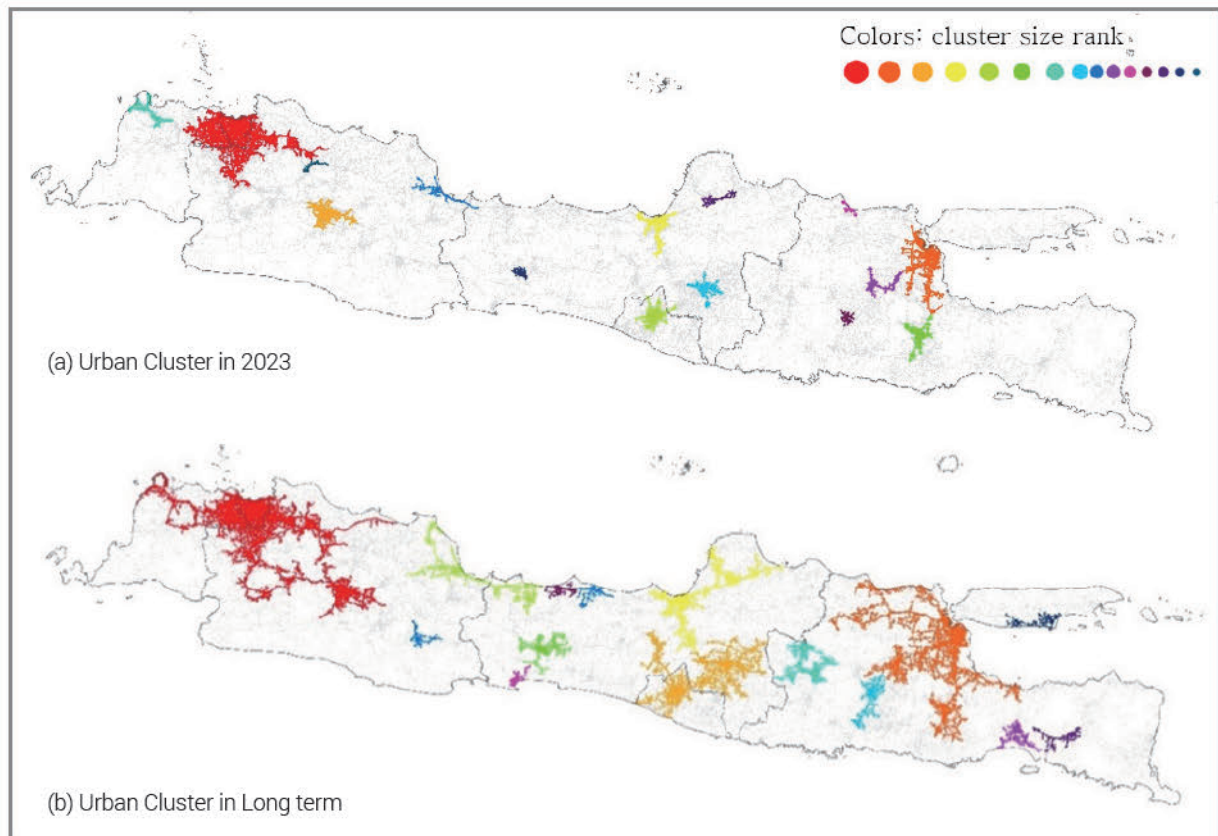 Colors: cluster size rank
(a) Urban Cluster in 2023
(b) Urban Cluster in Long term